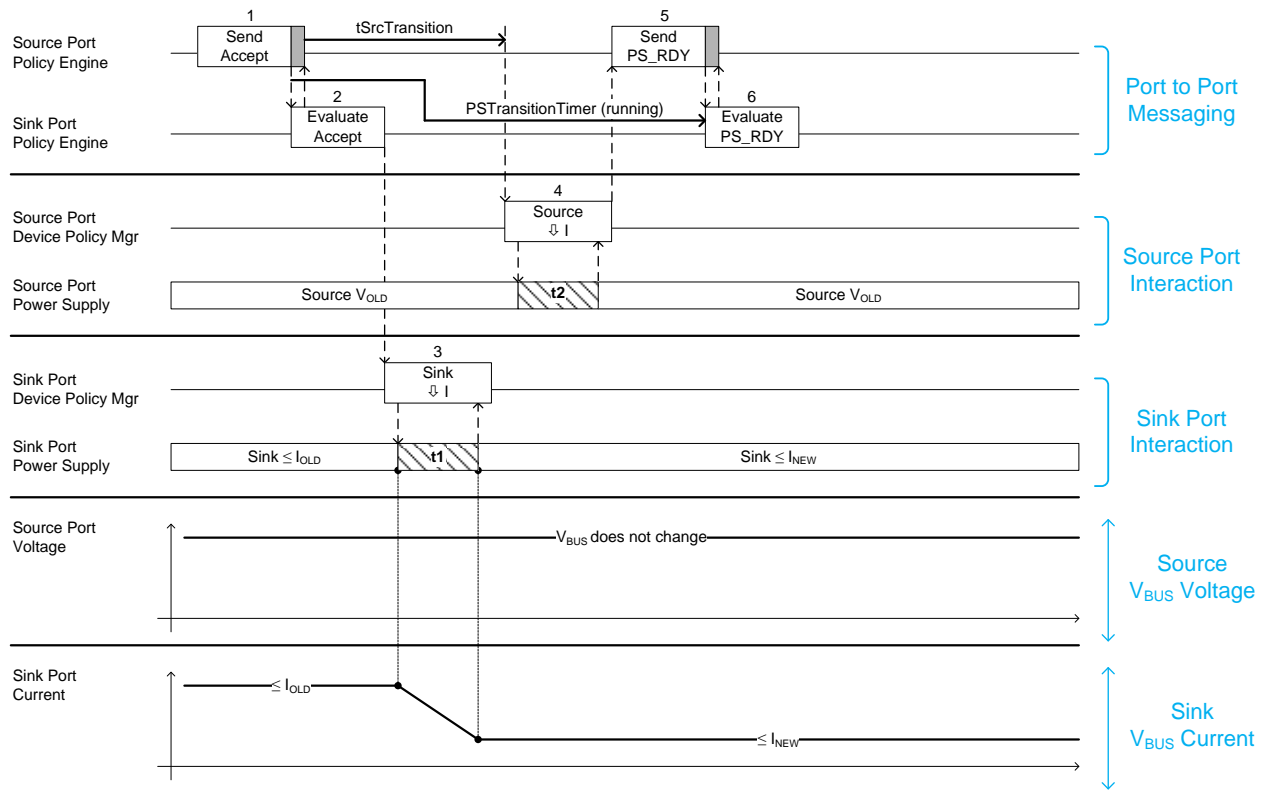 1
5
Source Port
Policy Engine
Send
Accept
tSrcTransition
Send
PS_RDY
Port to Port
Messaging
2
PSTransitionTimer (running)
6
Sink Port
Policy Engine
Evaluate
Accept
Evaluate
PS_RDY
4
Source Port
Device Policy Mgr
Source
⇩ I
Source Port
Interaction
Source Port
Power Supply
Source VOLD
t2
Source VOLD
3
Sink Port
Device Policy Mgr
Sink
⇩ I
Sink Port
Interaction
Sink Port
Power Supply
Sink ≤ IOLD
t1
Sink ≤ INEW
Source Port
Voltage
VBUS does not change
Source
VBUS Voltage
Sink Port
Current
≤ IOLD
≤ INEW
Sink
VBUS Current